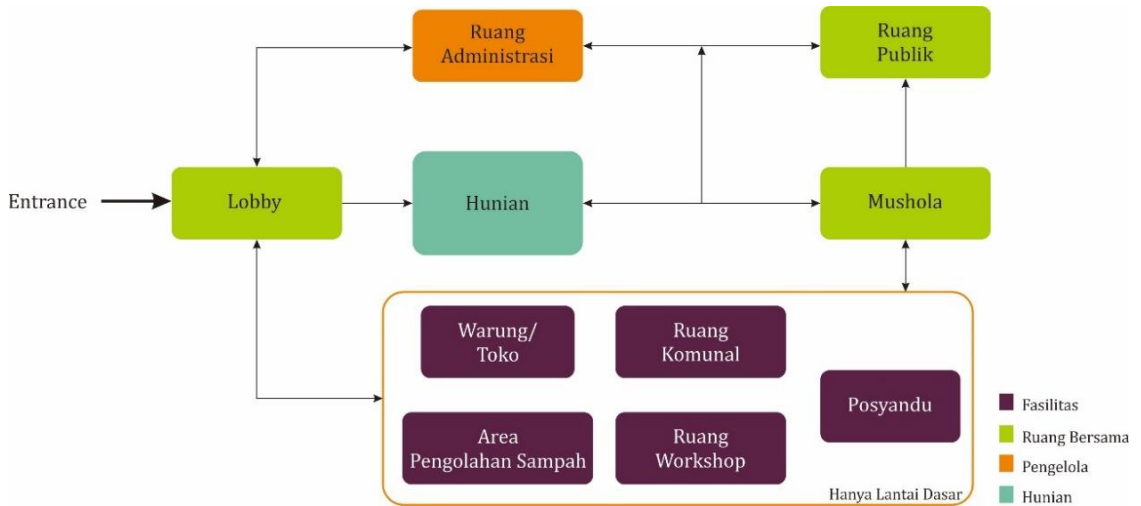 Ruang
Administrasi
Ruang
Publik
Entrance
Lobby
Hunian
Mushola
Warung/
Toko
Ruang
Komunal
Posyandu
Area
Pengolahan Sampah
Ruang
Workshop
Hanya Lantai Dasar
Fasilitas
Ruang Bersama
Pengelola
Hunian